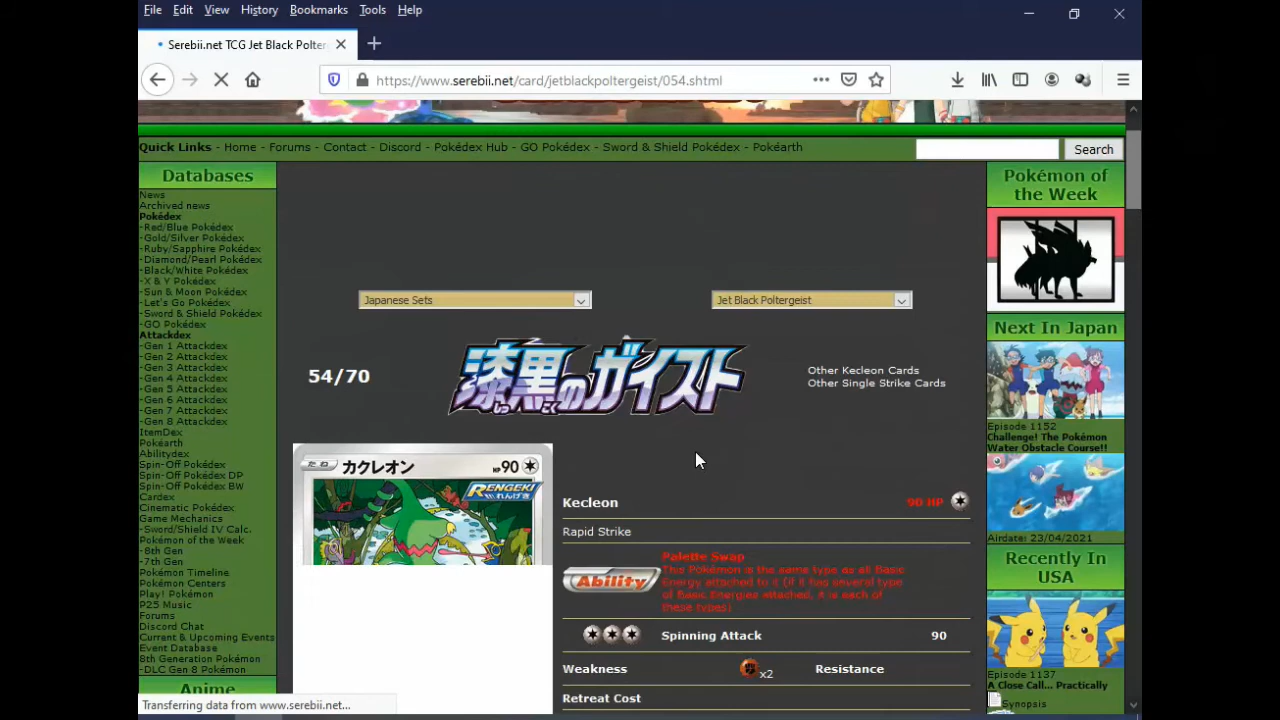 File Edit View History Bookmarks Tools Help
Serebii.net TCG Jet Black Polter
https://www.serebii.net/card/jetblackpoltergeist/054.shtml
Quick Links - Home - Forums - Contact - Discord - Pokédex Hub - GO Pokédex - Sword & Shield Pokédex - Pokéarth
Search
Databases
News
Archived news
Pokédex
-Red/Blue Pokédex
-Gold/Silver Pokédex
-Ruby/Sapphire Pokédex
-Diamond/Pearl Pokédex
-Black/White Pokédex
-X & Y Pokédex
-Sun & Moon Pokédex
-Let's Go Pokédex
-Sword & Shield Pokédex
-GO Pokédex
Attackdex
-Gen 1 Attackdex
-Gen 2 Attackdex
-Gen 3 Attackdex
-Gen 4 Attackdex
-Gen 5 Attackdex
-Gen 6 Attackdex
-Gen 7 Attackdex
-Gen 8 Attackdex
ItemDex
Pokéarth
Abilitydex
Spin-Off Pokédex
Spin-Off Pokédex DP
Spin-Off Pokédex BW
Cardex
Cinematic Pokédex
Game Mechanics
-Sword/Shield IV Calc.
Pokémon of the Week
-8th Gen
-7th Gen
Pokémon Timeline
Pokémon Centers
Play! Pokémon
P25 Music
Forums
Discord Chat
Current & Upcoming Events
Event Database
8th Generation Pokémon
-DLC Gen 8 Pokémon
Anime
Japanese Sets
Jet Black Poltergeist
54/70
漆黒のガイスト
しっこく
Other Kecleon Cards
Other Single Strike Cards
たね カクレオン HP90
RENGEKI
れんげき
Kecleon 90 HP
Rapid Strike
Ability
Palette Swap
This Pokémon is the same type as all Basic
Energy attached to it (if it has several type
of Basic Energies attached, it is each of
these types)
Spinning Attack 90
Weakness x2 Resistance
Retreat Cost
Pokémon of
the Week
Next In Japan
Episode 1152
Challenge! The Pokémon
Water Obstacle Course!!
Airdate: 23/04/2021
Recently In
USA
Episode 1137
A Close Call... Practically
Synopsis
Transferring data from www.serebii.net...